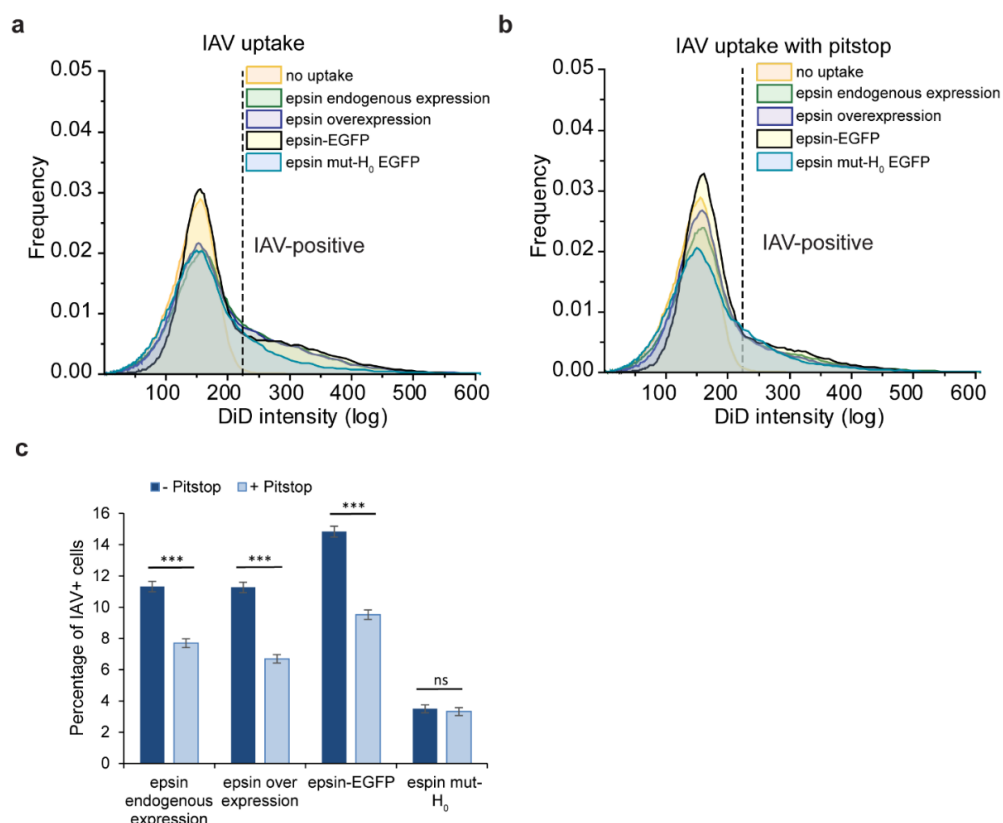 a
IAV uptake
0.05
0.04
0.03
0.02
0.01
0.00
Frequency
no uptake
epsin endogenous expression
epsin overexpression
epsin-EGFP
epsin mut-H₀ EGFP
IAV-positive
100 200 300 400 500 600
DiD intensity (log)
b
IAV uptake with pitstop
0.05
0.04
0.03
0.02
0.01
0.00
Frequency
no uptake
epsin endogenous expression
epsin overexpression
epsin-EGFP
epsin mut-H₀ EGFP
IAV-positive
100 200 300 400 500 600
DiD intensity (log)
c
- Pitstop + Pitstop
16
14
12
10
8
6
4
2
0
Percentage of IAV+ cells
***
***
***
ns
epsin
endogenous
expression
epsin over
expression
epsin-EGFP
espin mut-
H₀